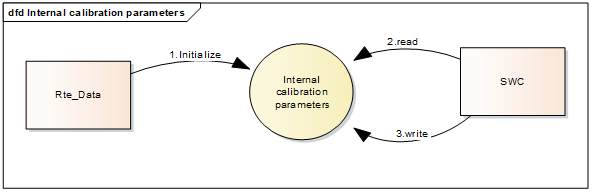 dfd Internal calibration parameters
1.Initialize
2.read
Rte_Data
Internal
calibration
parameters
SWC
3.write